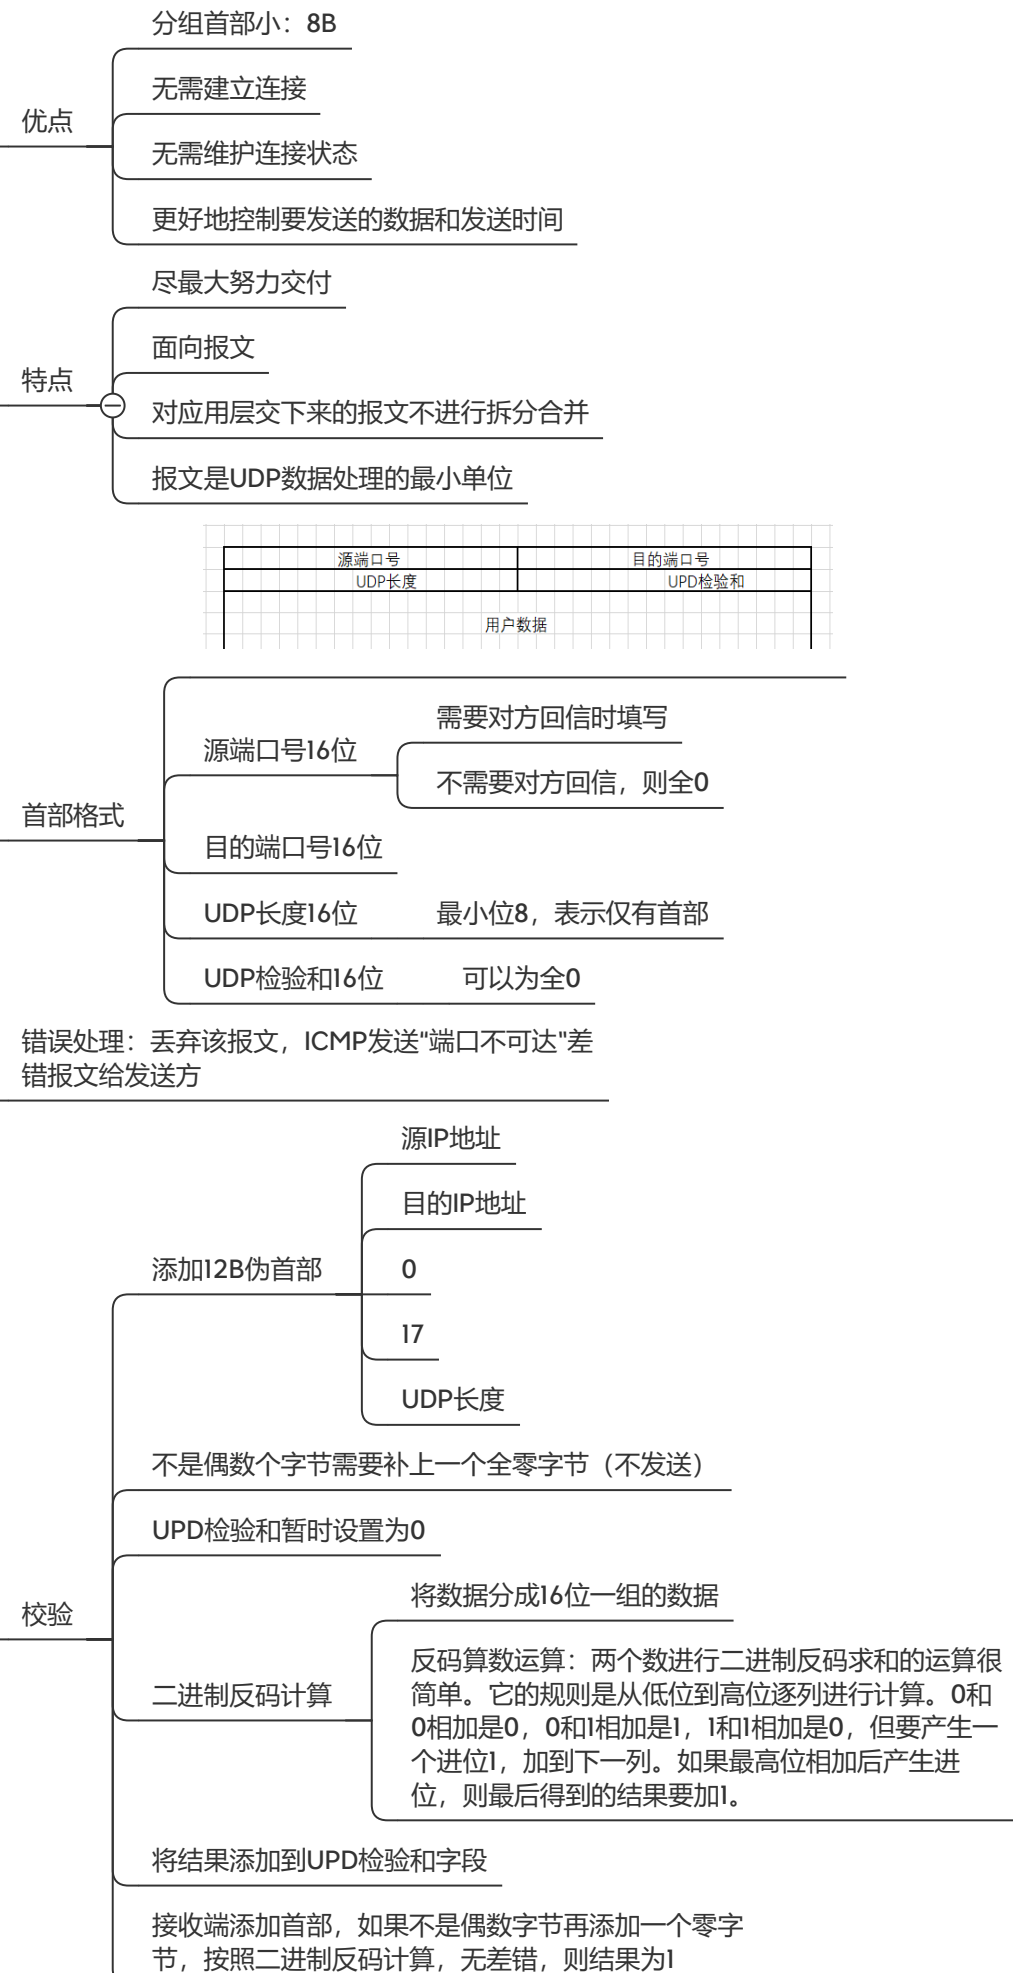 分组首部小：8B
无需建立连接
优点
无需维护连接状态
更好地控制要发送的数据和发送时间
尽最大努力交付
面向报文
特点
对应用层交下来的报文不进行拆分合并
报文是UDP数据处理的最小单位
源端口号
目的端口号
UDP长度
UPD检验和
用户数据
需要对方回信时填写
源端口号16位
不需要对方回信，则全0
首部格式
目的端口号16位
UDP长度16位
最小位8，表示仅有首部
UDP检验和16位
可以为全0
错误处理：丢弃该报文，ICMP发送"端口不可达"差
错报文给发送方
源IP地址
目的IP地址
添加12B伪首部
0
17
UDP长度
不是偶数个字节需要补上一个全零字节（不发送）
UPD检验和暂时设置为0
校验
将数据分成16位一组的数据
二进制反码计算
反码算数运算：两个数进行二进制反码求和的运算很
简单。它的规则是从低位到高位逐列进行计算。0和
0相加是0，0和1相加是1，1和1相加是0，但要产生一
个进位1，加到下一列。如果最高位相加后产生进
位，则最后得到的结果要加1。
将结果添加到UPD检验和字段
接收端添加首部，如果不是偶数字节再添加一个零字
节，按照二进制反码计算，无差错，则结果为1